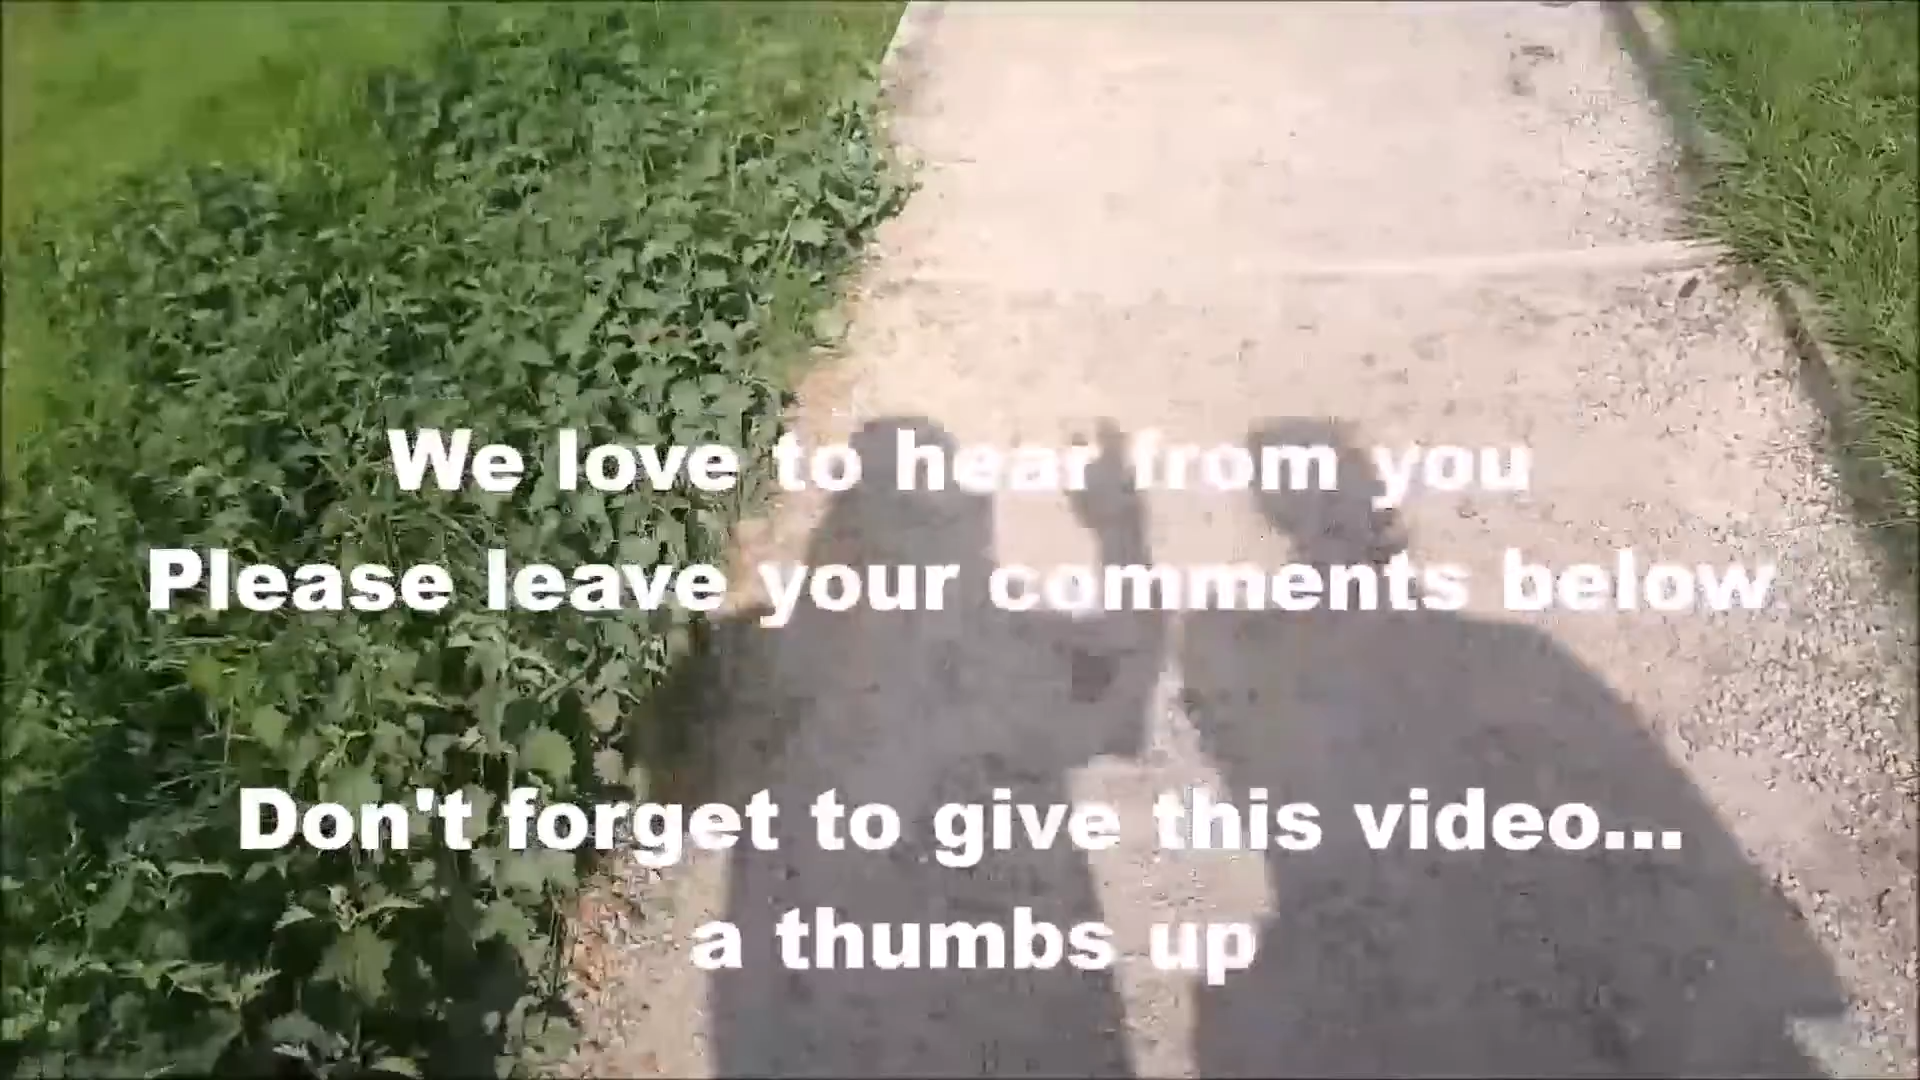 We love to hear from you
Please leave your comments below
Don't forget to give this video...
a thumbs up